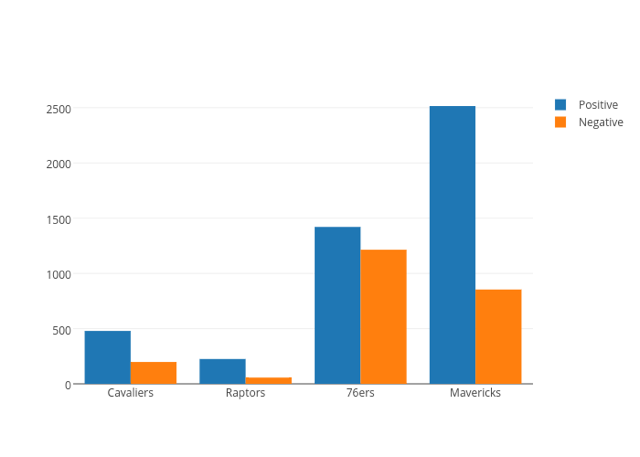 2500
2000
1500
1000
500
0
Cavaliers
Raptors
76ers
Mavericks
Positive
Negative